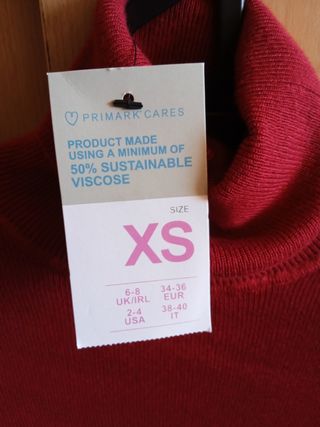 PRIMARK CARES
PRODUCT MADE
USING A MINIMUM OF
50% SUSTAINABLE
VISCOSE
SIZE
XS
6-8 34-36
UK/IRL EUR
2-4 38-40
USA IT